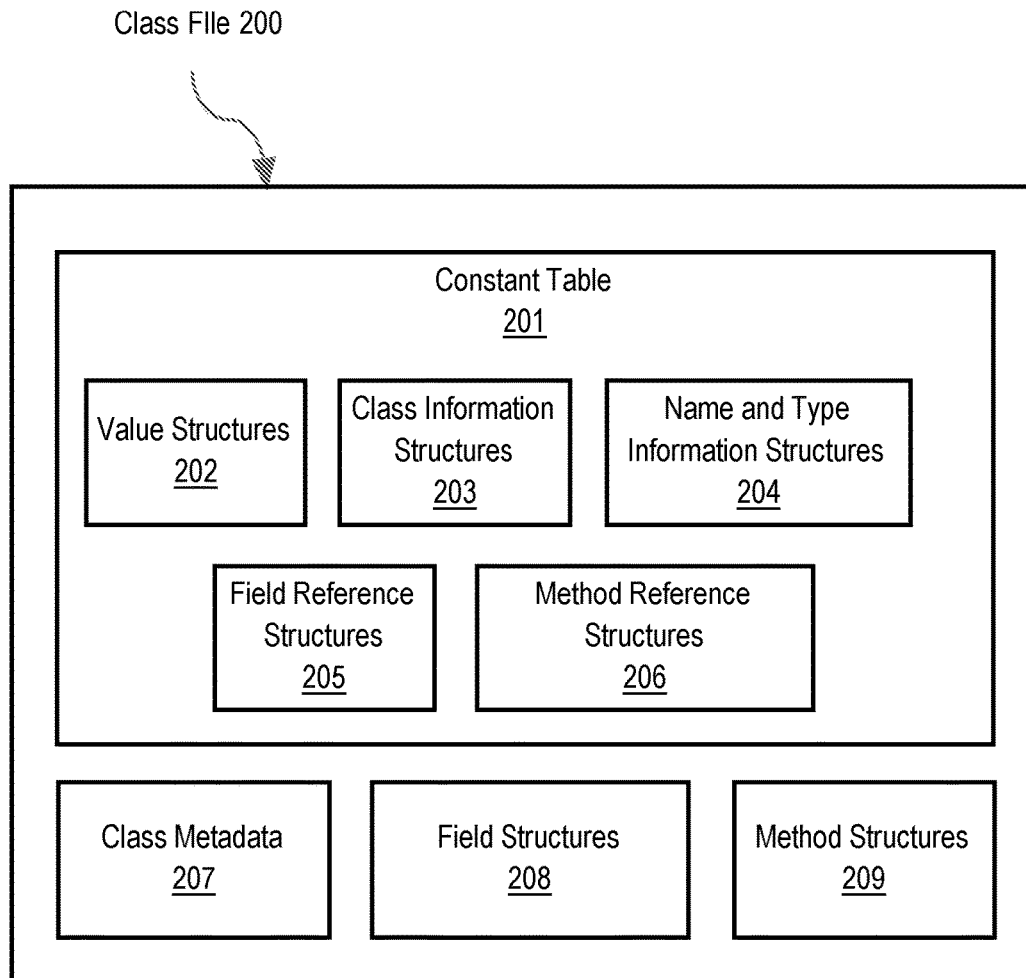 Class FIle 200
Constant Table
201
Value Structures
202
Class Information
Structures
203
Name and Type
Information Structures
204
Field Reference
Structures
205
Method Reference
Structures
206
Class Metadata
207
Field Structures
208
Method Structures
209